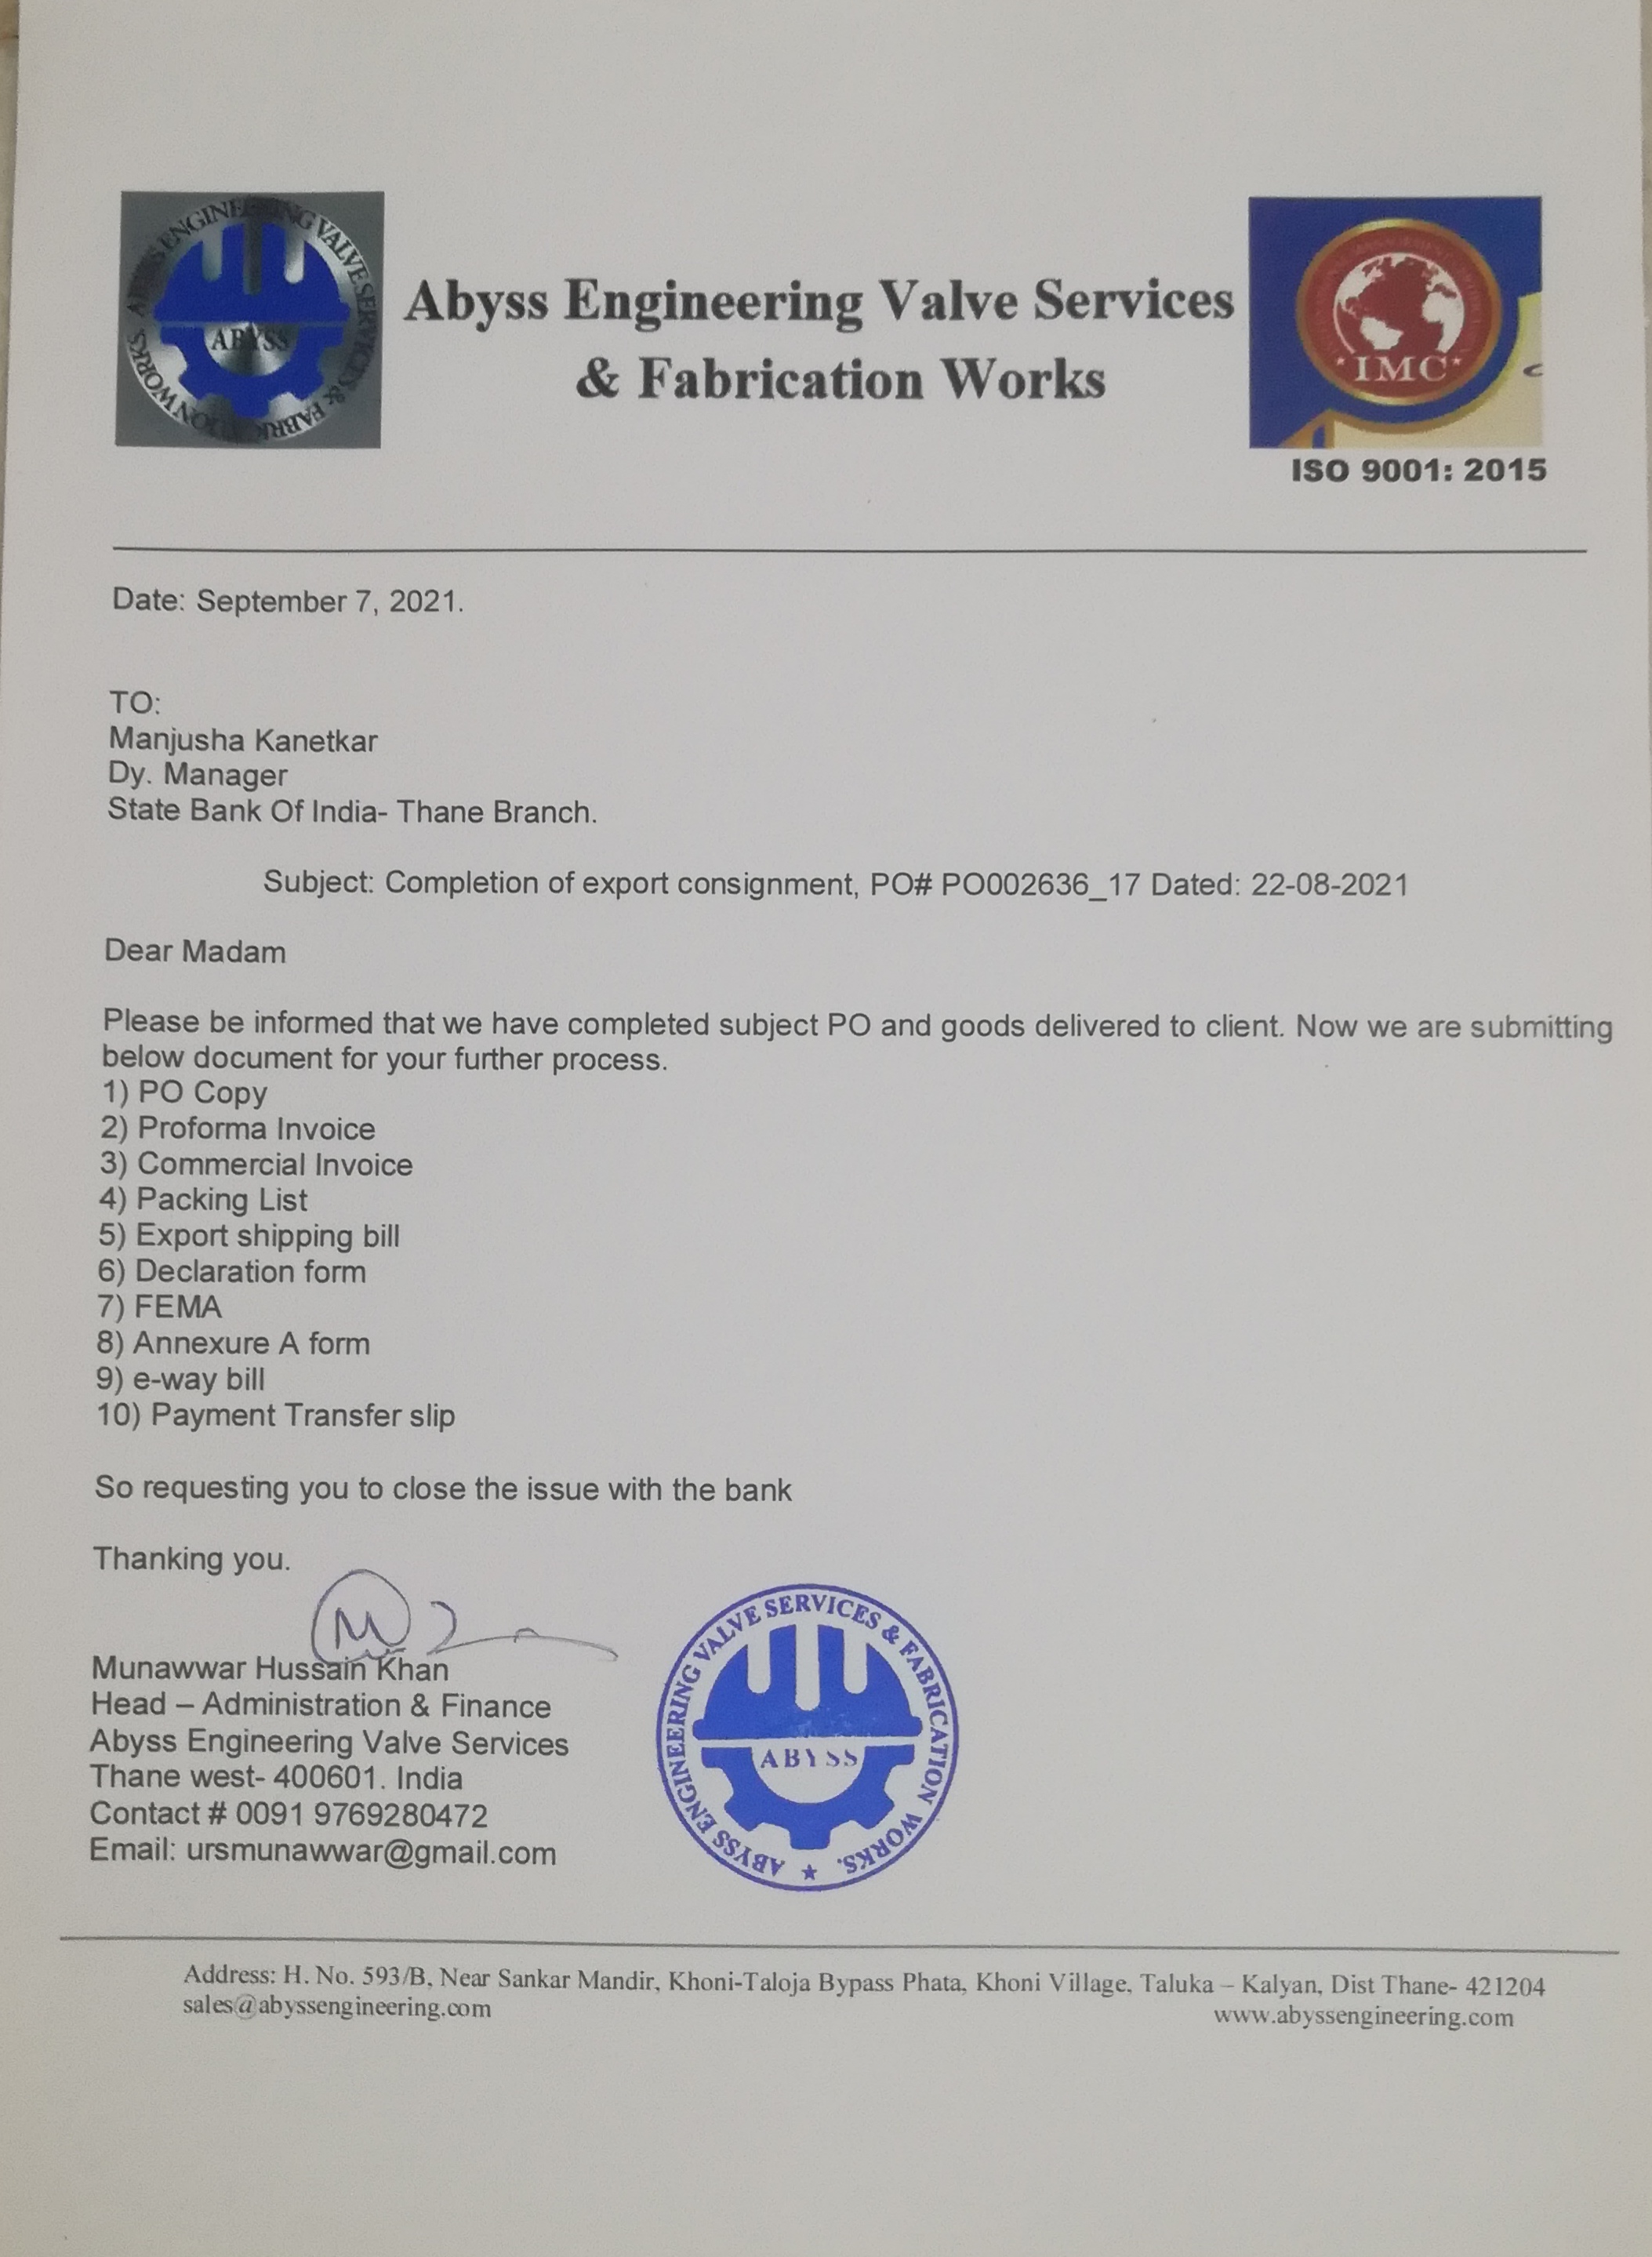 ABYSS ENGINEERING VALVE SERVICES & FABRICATION WORKS.
ABYSS
Abyss Engineering Valve Services
& Fabrication Works
IMC
ISO 9001: 2015
Date: September 7, 2021.
TO:
Manjusha Kanetkar
Dy. Manager
State Bank Of India- Thane Branch.
Subject: Completion of export consignment, PO# PO002636_17 Dated: 22-08-2021
Dear Madam
Please be informed that we have completed subject PO and goods delivered to client. Now we are submitting
below document for your further process.
1) PO Copy
2) Proforma Invoice
3) Commercial Invoice
4) Packing List
5) Export shipping bill
6) Declaration form
7) FEMA
8) Annexure A form
9) e-way bill
10) Payment Transfer slip
So requesting you to close the issue with the bank
Thanking you.
Munawwar Hussain Khan
Head – Administration & Finance
Abyss Engineering Valve Services
Thane west- 400601. India
Contact # 0091 9769280472
Email: ursmunawwar@gmail.com
ABYSS ENGINEERING VALVE SERVICES & FABRICATION WORKS.
ABYSS
Address: H. No. 593/B, Near Sankar Mandir, Khoni-Taloja Bypass Phata, Khoni Village, Taluka – Kalyan, Dist Thane- 421204
sales@abyssengineering.com www.abyssengineering.com